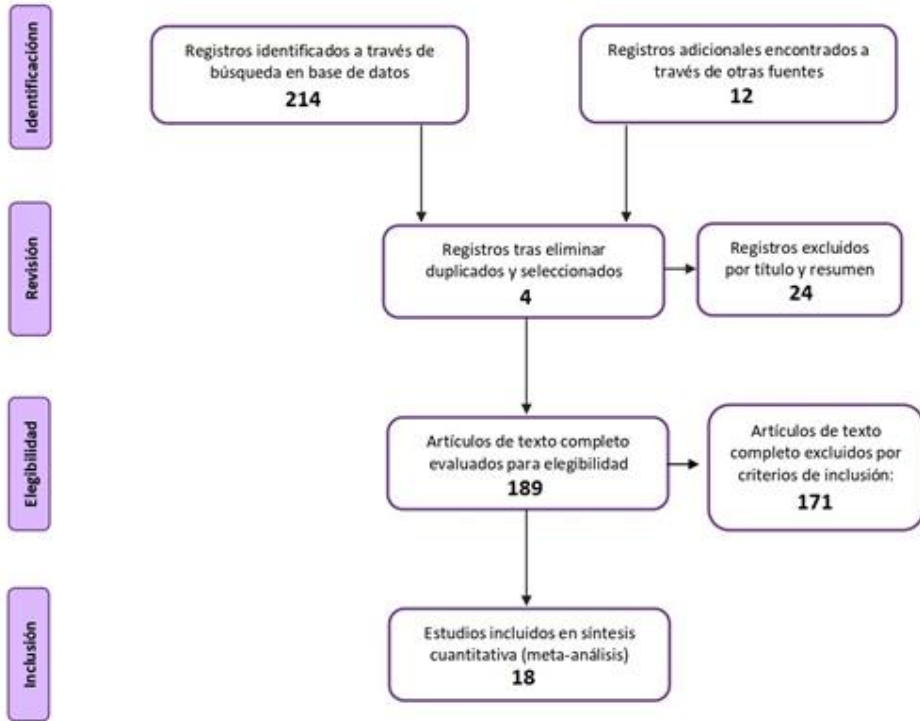 Identificaciónn
Registros identificados a través de
búsqueda en base de datos
214
Registros adicionales encontrados a
través de otras fuentes
12
Revisión
Registros tras eliminar
duplicados y seleccionados
4
Registros excluidos
por título y resumen
24
Elegibilidad
Artículos de texto completo
evaluados para elegibilidad
189
Artículos de texto
completo excluidos por
criterios de inclusión:
171
Inclusión
Estudios incluidos en síntesis
cuantitativa (meta-análisis)
18